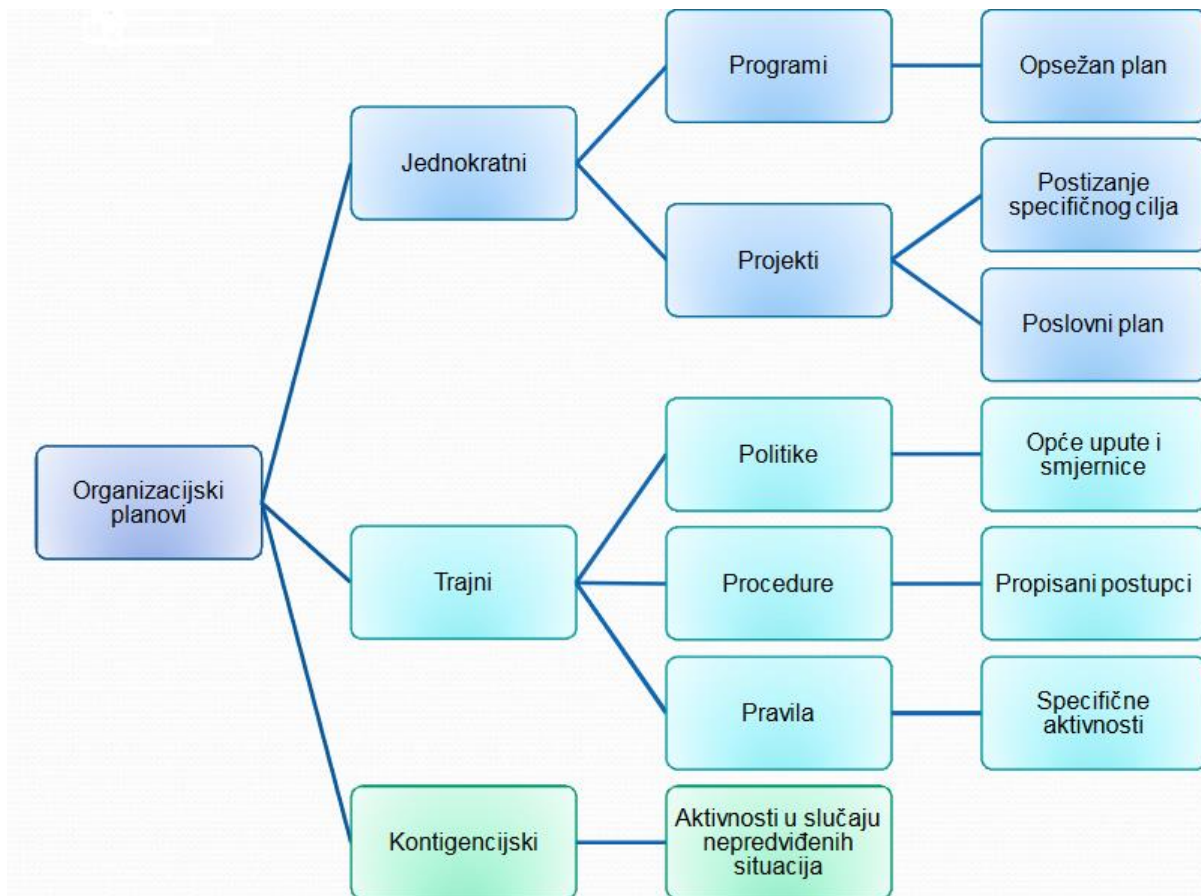 Programi
Opsežan plan
Jednokratni
Postizanje
specifičnog cilja
Projekti
Poslovni plan
Organizacijski
planovi
Politike
Opće upute i
smjernice
Trajni
Procedure
Propisani postupci
Pravila
Specifične
aktivnosti
Kontigencijski
Aktivnosti u slučaju
nepredviđenih
situacija